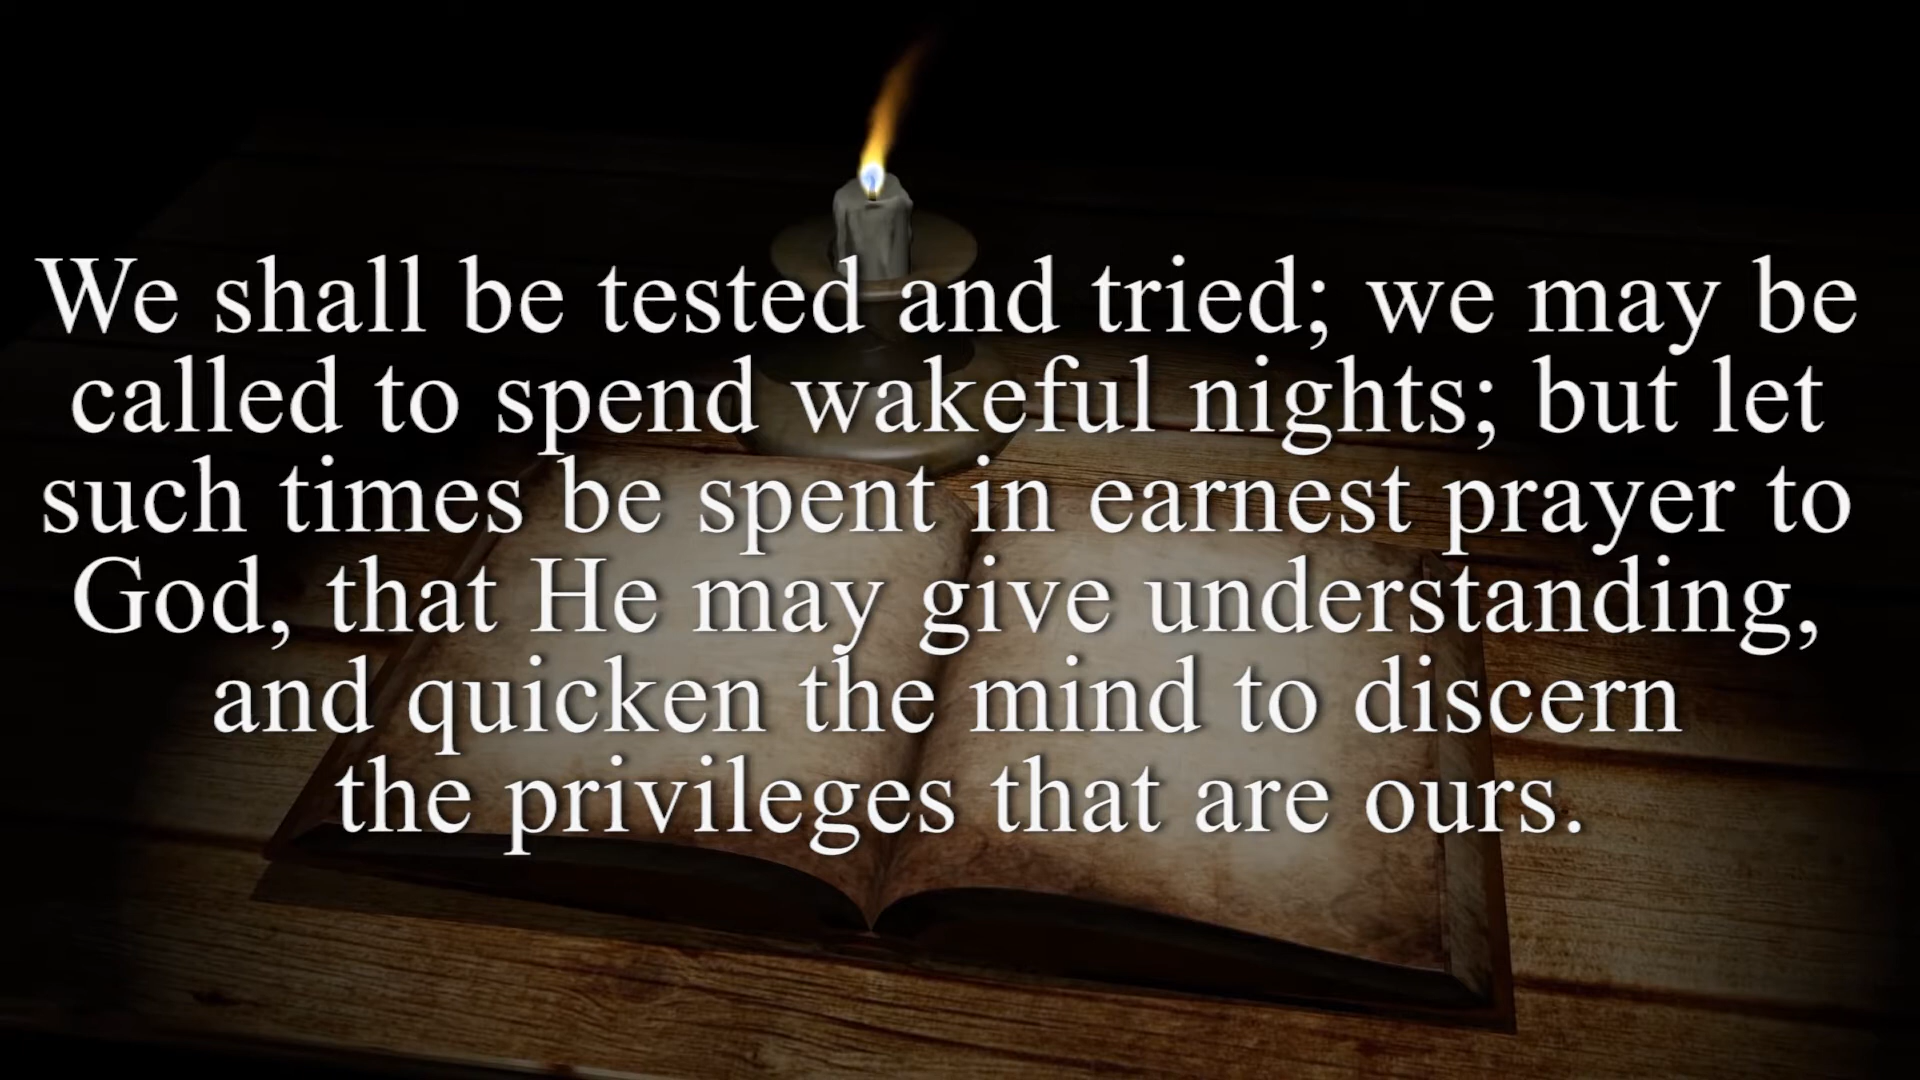 We shall be tested and tried; we may be
called to spend wakeful nights; but let
such times be spent in earnest prayer to
God, that He may give understanding,
and quicken the mind to discern
the privileges that are ours.